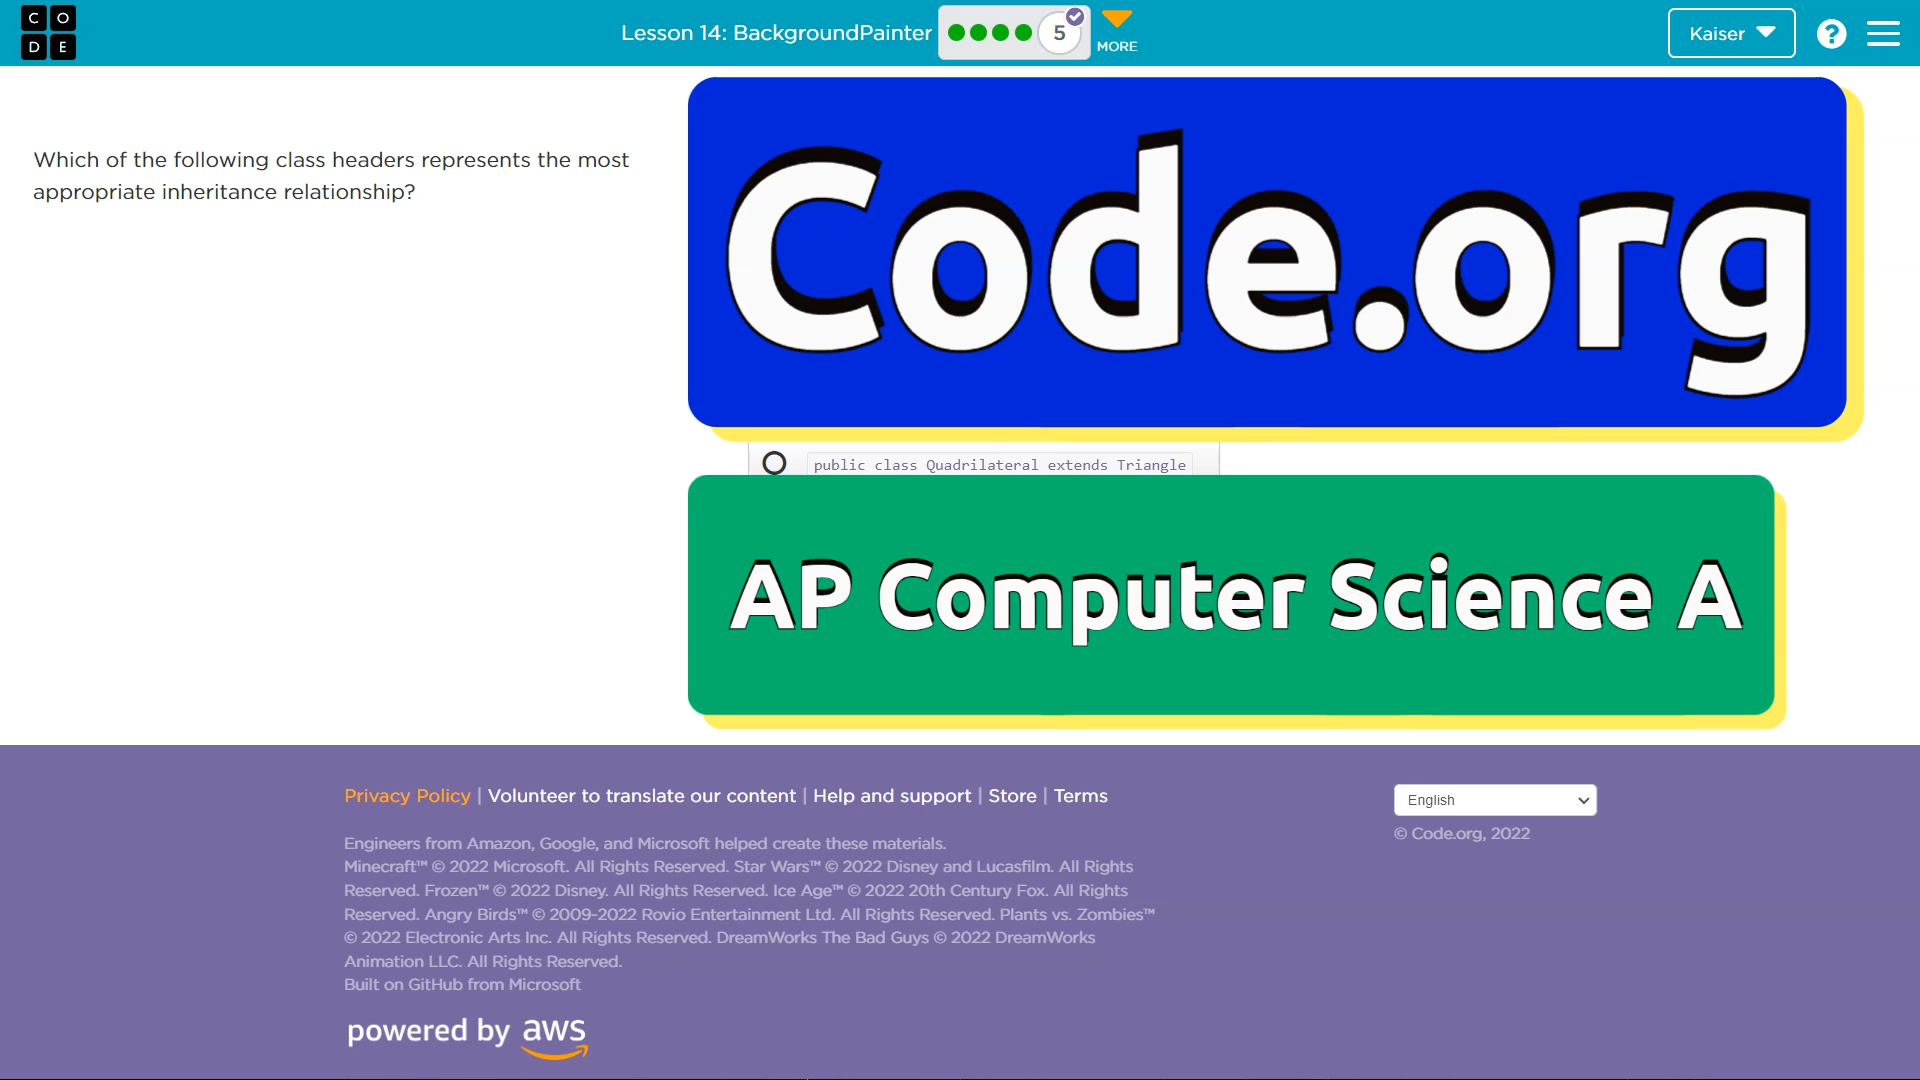 CODE
Lesson 14: BackgroundPainter
5
MORE
Kaiser
?
Which of the following class headers represents the most
appropriate inheritance relationship?
Code.org
public class Quadrilateral extends Triangle
AP Computer Science A
Privacy Policy | Volunteer to translate our content | Help and support | Store | Terms
English
© Code.org, 2022
Engineers from Amazon, Google, and Microsoft helped create these materials.
Minecraft™ © 2022 Microsoft. All Rights Reserved. Star Wars™ © 2022 Disney and Lucasfilm. All Rights
Reserved. Frozen™ © 2022 Disney. All Rights Reserved. Ice Age™ © 2022 20th Century Fox. All Rights
Reserved. Angry Birds™ © 2009-2022 Rovio Entertainment Ltd. All Rights Reserved. Plants vs. Zombies™
© 2022 Electronic Arts Inc. All Rights Reserved. DreamWorks The Bad Guys © 2022 DreamWorks
Animation LLC. All Rights Reserved.
Built on GitHub from Microsoft
powered by aws